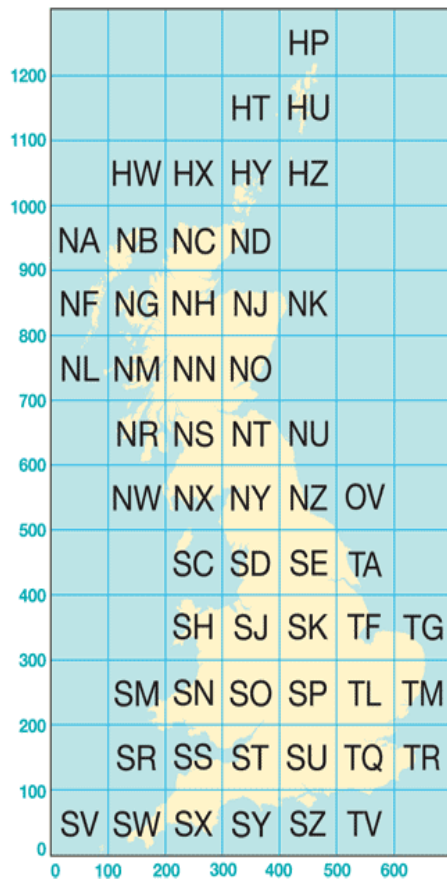 HP
1200
HT HU
1100
HW HX HY HZ
1000
NA NB NC ND
900
NF NG NH NJ NK
800
NL NM NN NO
700
NR NS NT NU
600
NW NX NY NZ OV
500
SC SD SE TA
400
SH SJ SK TF TG
300
SM SN SO SP TL TM
200
SR SS ST SU TQ TR
100
SV SW SX SY SZ TV
0
0 100 200 300 400 500 600